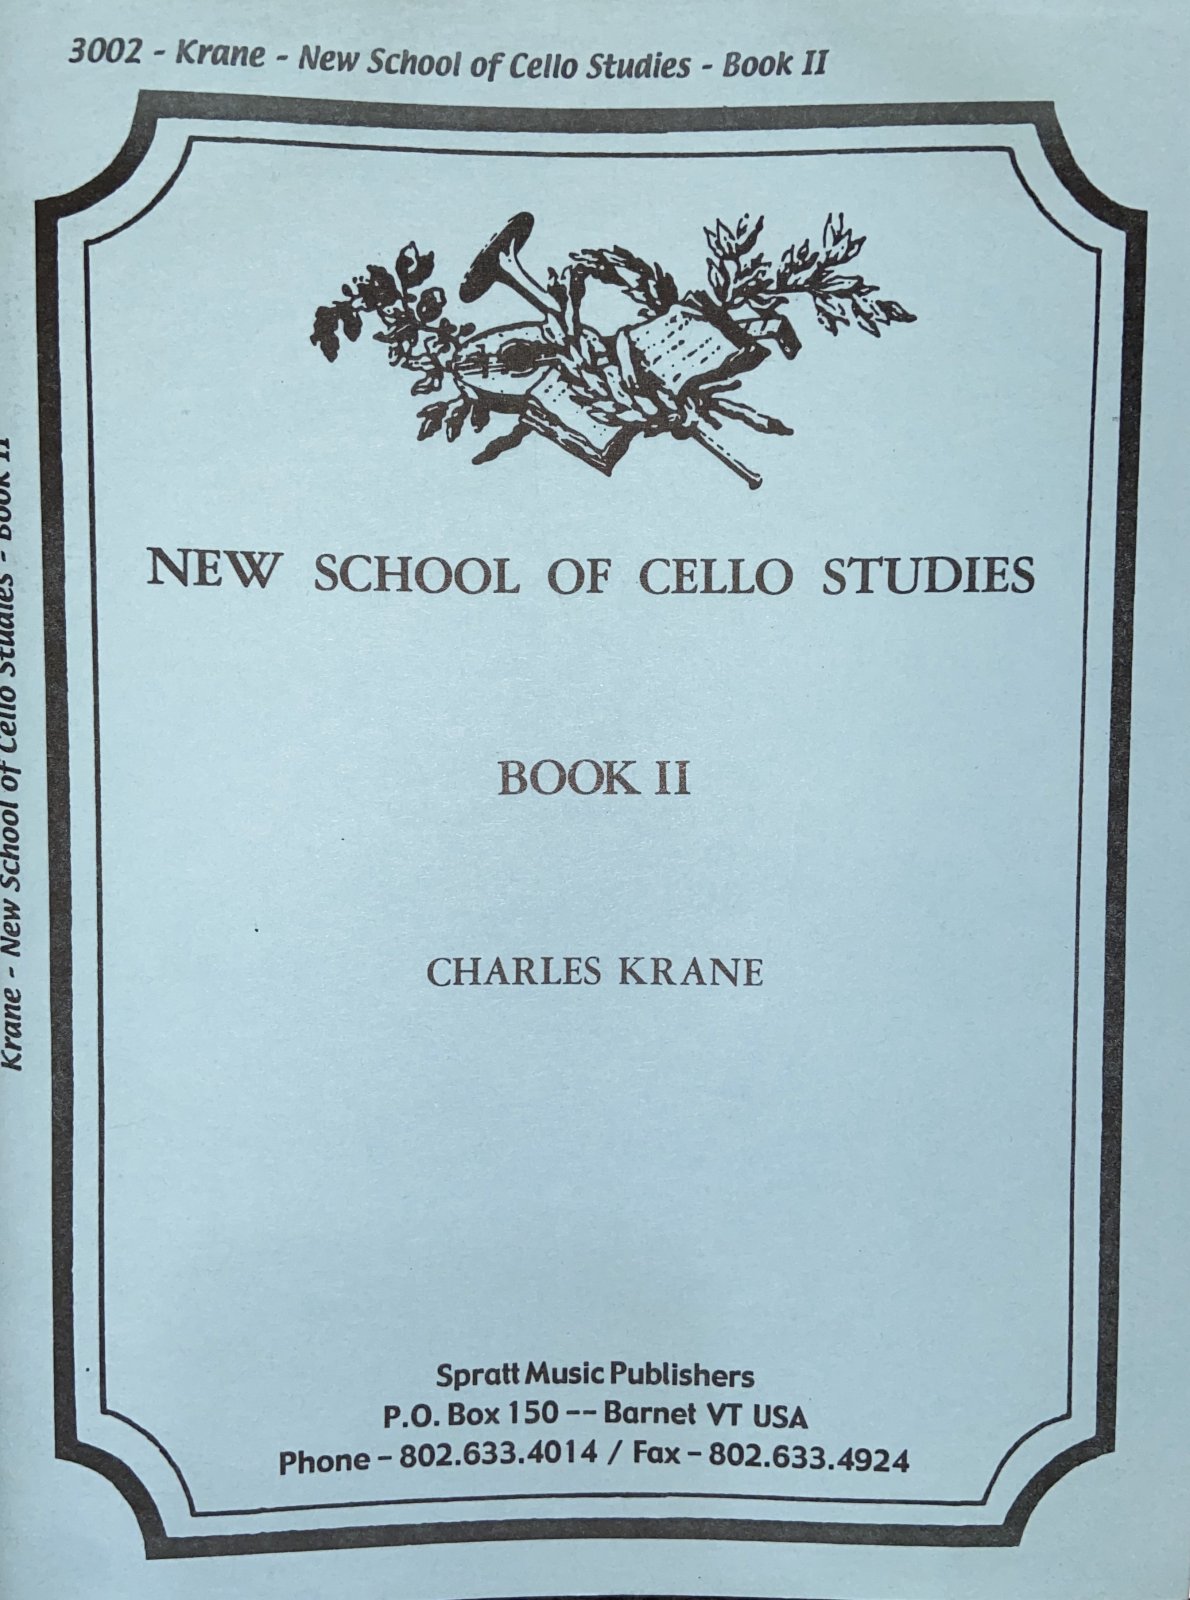 3002 - Krane - New School of Cello Studies - Book II
NEW SCHOOL OF CELLO STUDIES
BOOK II
CHARLES KRANE
Spratt Music Publishers
P.O. Box 150 -- Barnet VT USA
Phone - 802.633.4014 / Fax - 802.633.4924
Krane - New School of Cello Studies - Book II